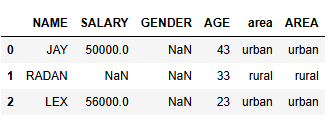 NAME SALARY GENDER AGE area AREA
0 JAY 50000.0 NaN 43 urban urban
1 RADAN NaN NaN 33 rural rural
2 LEX 56000.0 NaN 23 urban urban